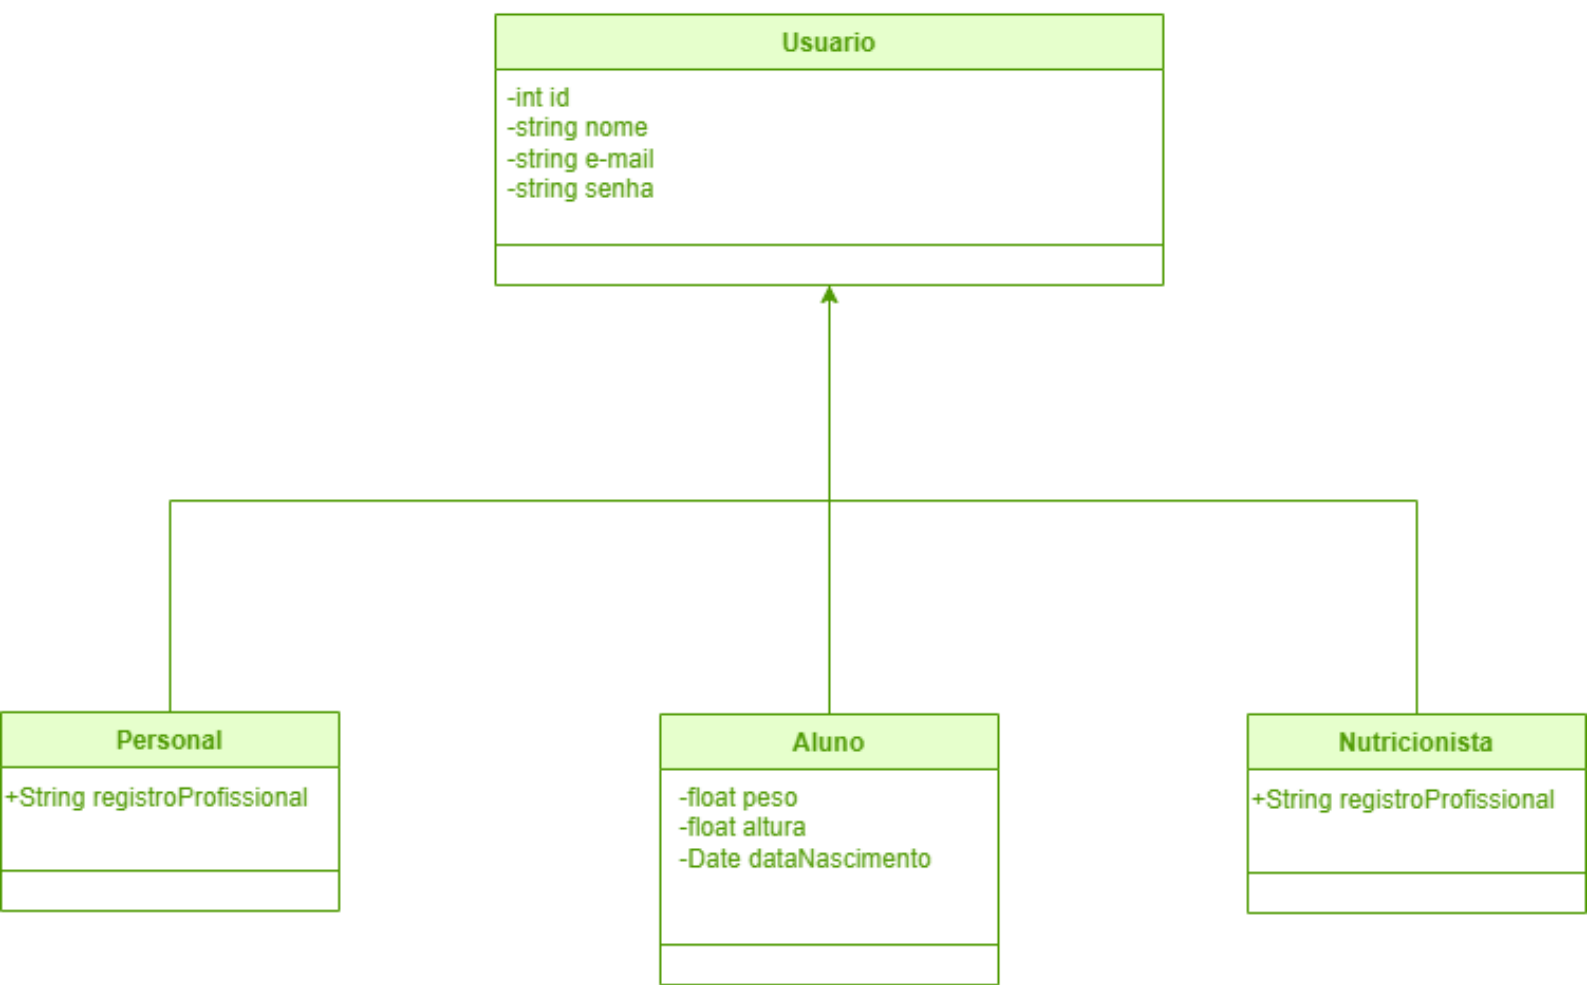 Usuario
-int id
-string nome
-string e-mail
-string senha
Personal
+String registroProfissional
Aluno
-float peso
-float altura
-Date dataNascimento
Nutricionista
+String registroProfissional